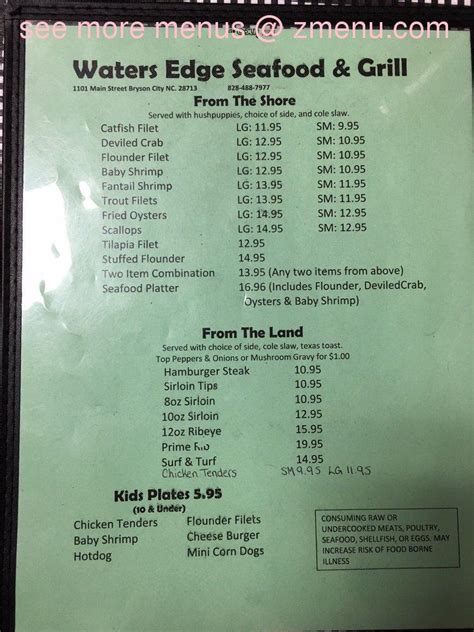 see more menus @ zmenu.com
Waters Edge Seafood & Grill
1101 Main Street Bryson City NC. 28713 828-488-7977
From The Shore
Served with hushpuppies, choice of side, and cole slaw.
Catfish Filet LG: 11.95 SM: 9.95
Deviled Crab LG: 12.95 SM: 10.95
Flounder Filet LG: 12.95 SM: 10.95
Baby Shrimp LG: 12.95 SM: 10.95
Fantail Shrimp LG: 13.95 SM: 11.95
Trout Filets LG: 13.95 SM: 11.95
Fried Oysters LG: 14.95 SM: 12.95
Scallops LG: 14.95 SM: 12.95
Tilapia Filet 12.95
Stuffed Flounder 14.95
Two Item Combination 13.95 (Any two items from above)
Seafood Platter 16.96 (Includes Flounder, DeviledCrab,
Oysters & Baby Shrimp)
From The Land
Served with choice of side, cole slaw, texas toast.
Top Peppers & Onions or Mushroom Gravy for $1.00
Hamburger Steak 10.95
Sirloin Tips 10.95
8oz Sirloin 10.95
10oz Sirloin 12.95
12oz Ribeye 15.95
Prime Rib 19.95
Surf & Turf 14.95
Chicken Tenders SM 9.95 LG 11.95
Kids Plates 5.95
(10 & Under)
Chicken Tenders Flounder Filets
Baby Shrimp Cheese Burger
Hotdog Mini Corn Dogs
CONSUMING RAW OR
UNDERCOOKED MEATS, POULTRY,
SEAFOOD, SHELLFISH, OR EGGS. MAY
INCREASE RISK OF FOOD BORNE
ILLNESS